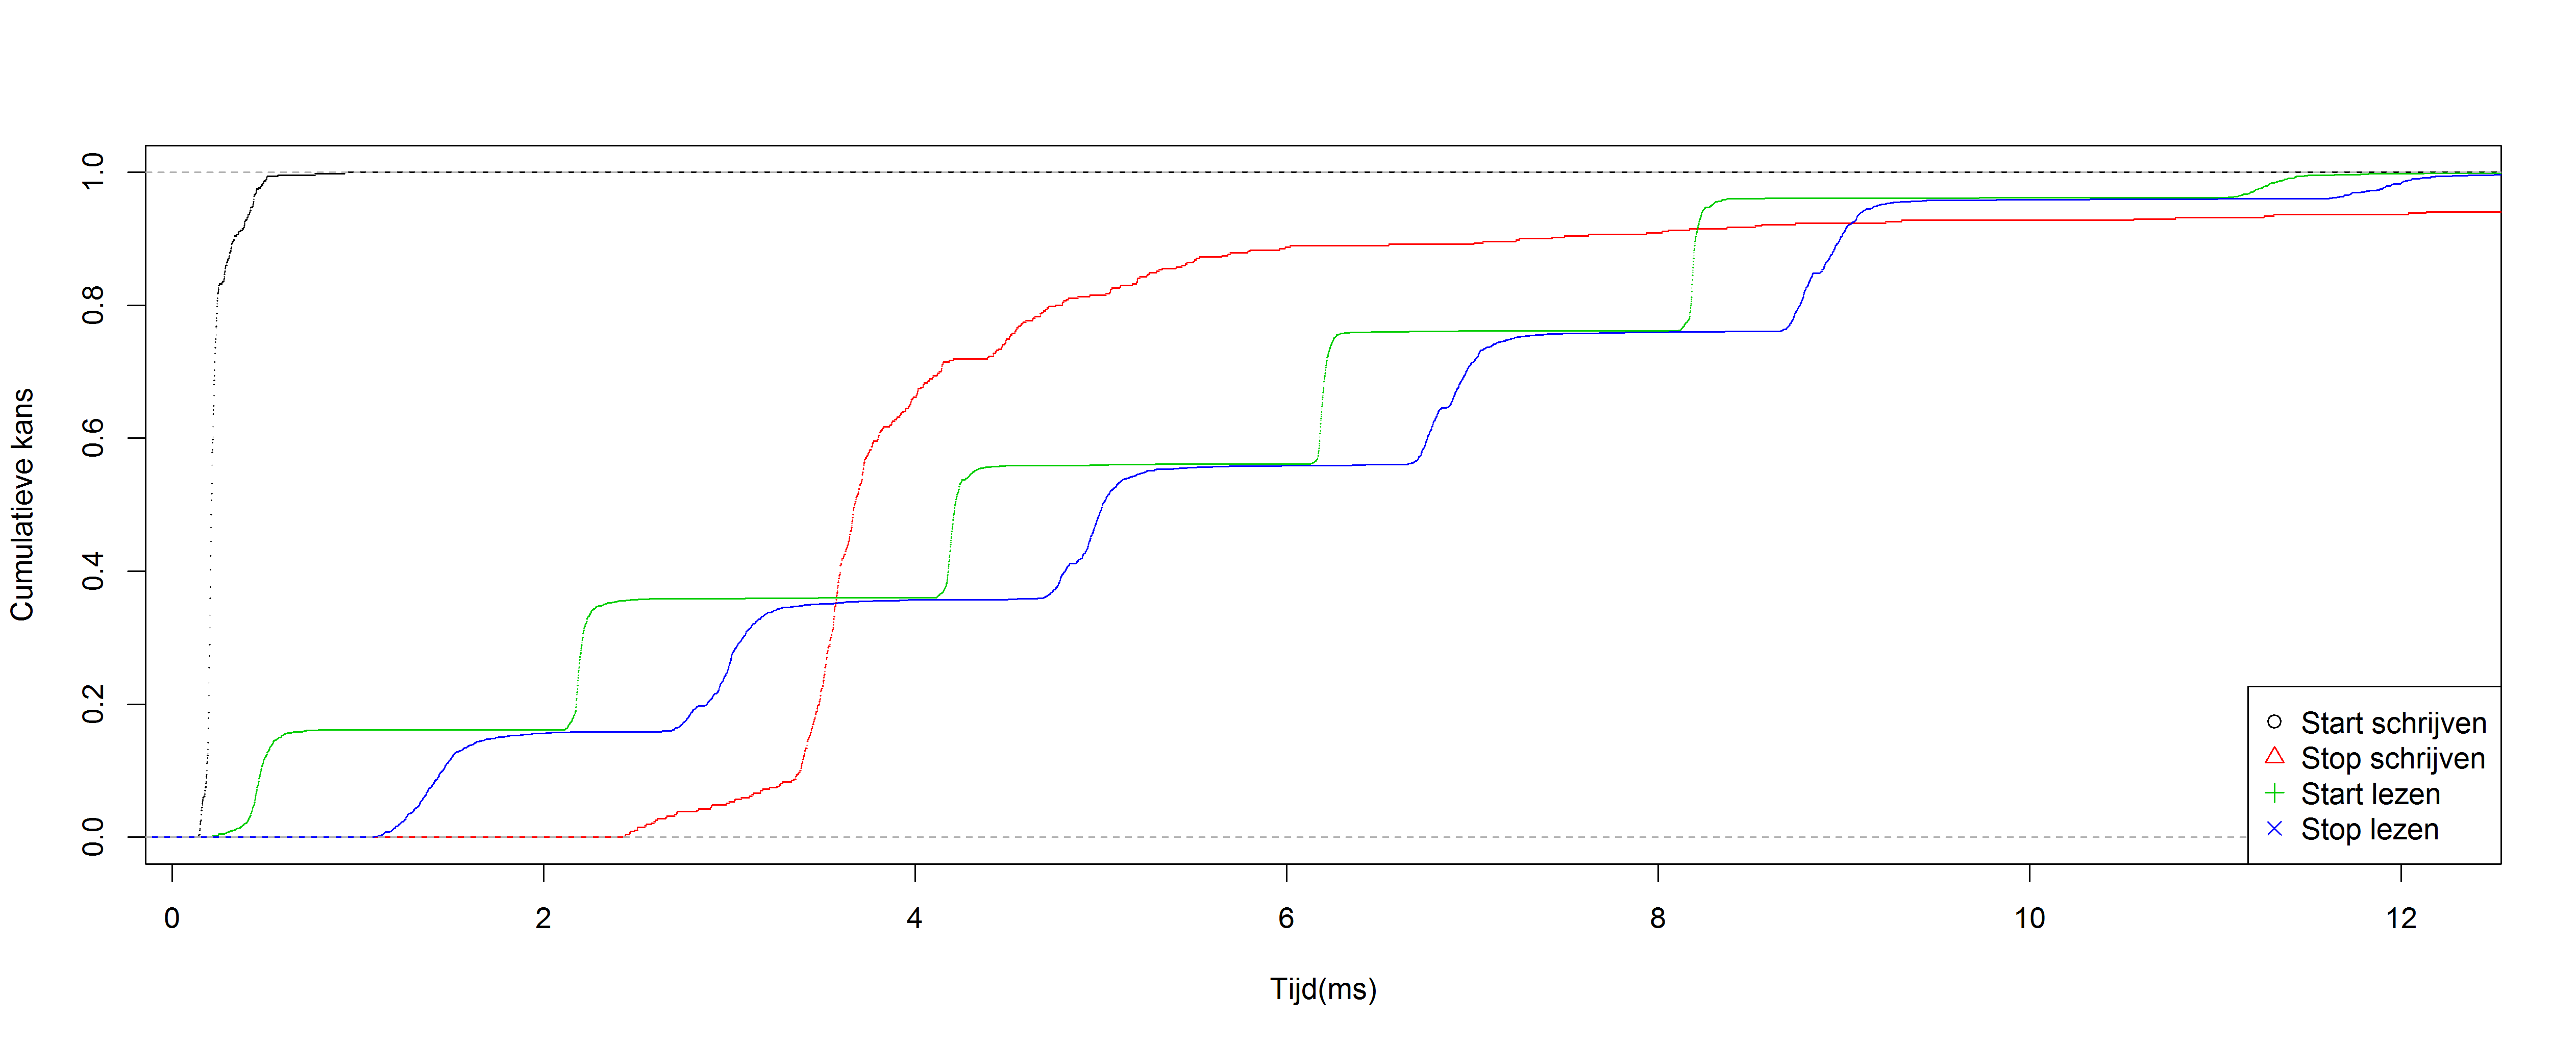 Cumulatieve kans
1.0
0.8
0.6
0.4
0.2
0.0
0 2 4 6 8 10 12
Tijd(ms)
Start schrijven
Stop schrijven
Start lezen
Stop lezen